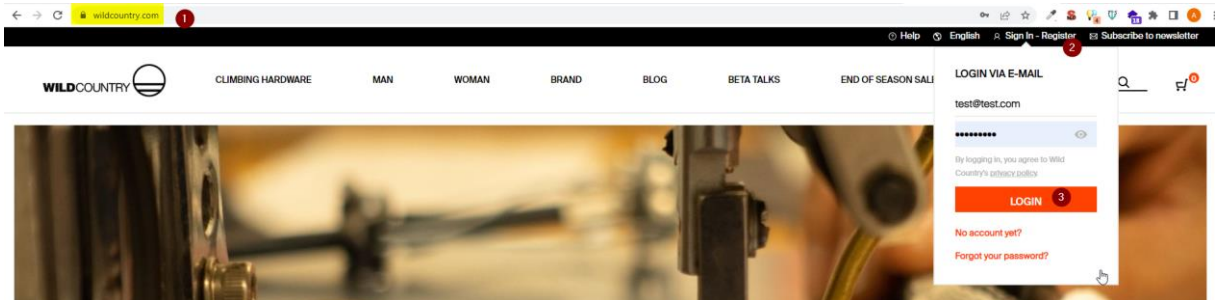 wildcountry.com
1
18
Help English Sign In - Register Subscribe to newsletter
2
WILDCOUNTRY
CLIMBING HARDWARE MAN WOMAN BRAND BLOG BETA TALKS END OF SEASON SALE
0
LOGIN VIA E-MAIL
test@test.com
•••••••••
By logging in, you agree to Wild
Country's privacy policy.
LOGIN 3
No account yet?
Forgot your password?